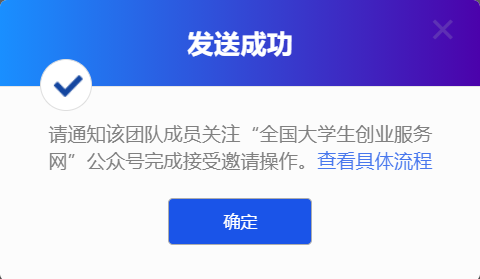 发送成功
请通知该团队成员关注“全国大学生创业服务
网”公众号完成接受邀请操作。查看具体流程
确定